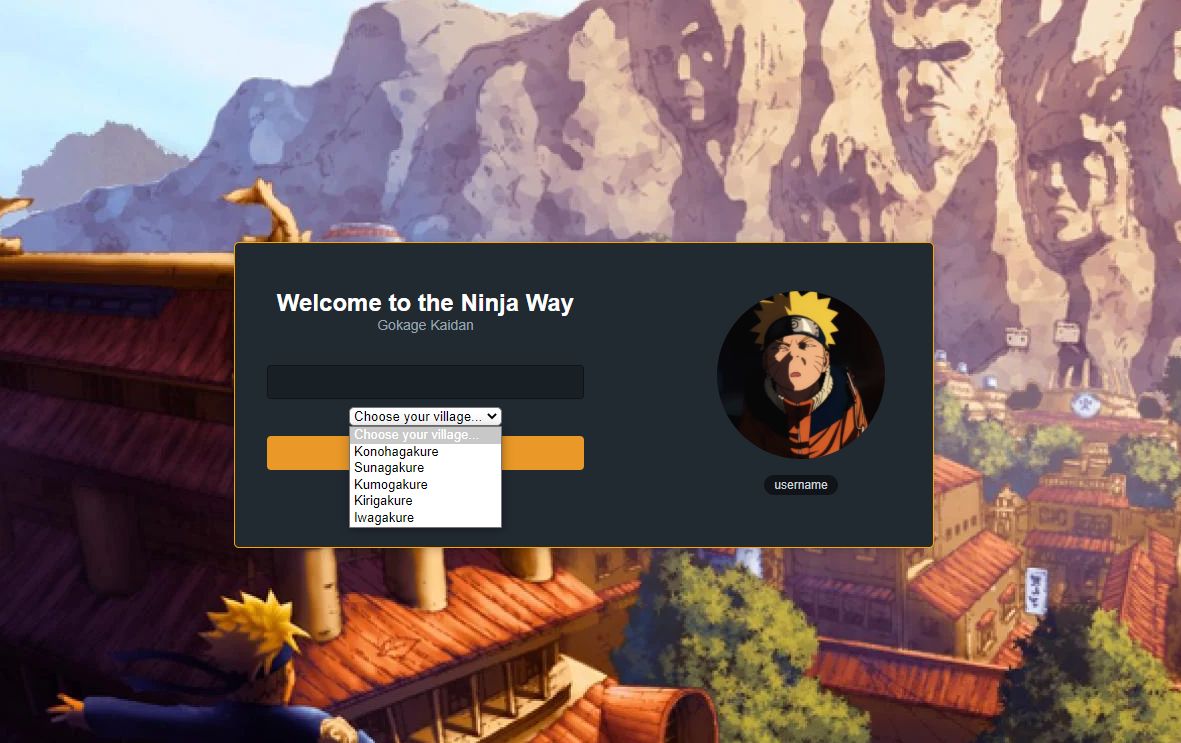 Welcome to the Ninja Way
Gokage Kaidan
Choose your village...
Choose your village...
Konohagakure
Sunagakure
Kumogakure
Kirigakure
Iwagakure
username